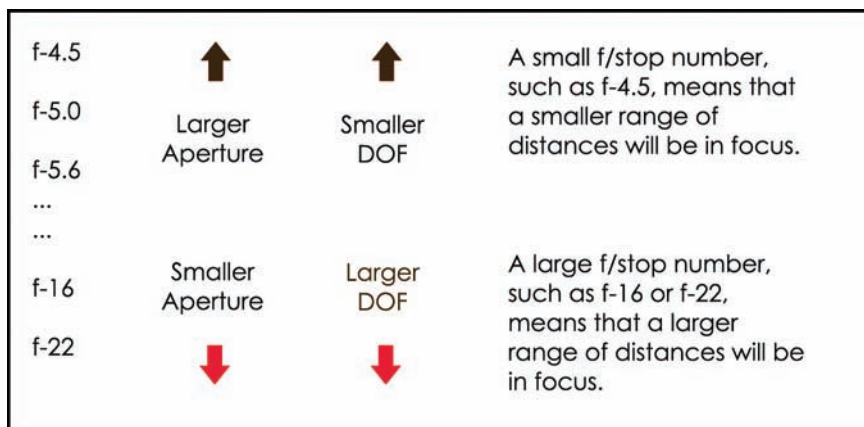 f-4.5
f-5.0
f-5.6
...
...
f-16
f-22
Larger
Aperture
Smaller
DOF
Smaller
Aperture
Larger
DOF
A small f/stop number,
such as f-4.5, means that
a smaller range of
distances will be in focus.
A large f/stop number,
such as f-16 or f-22,
means that a larger
range of distances will be
in focus.